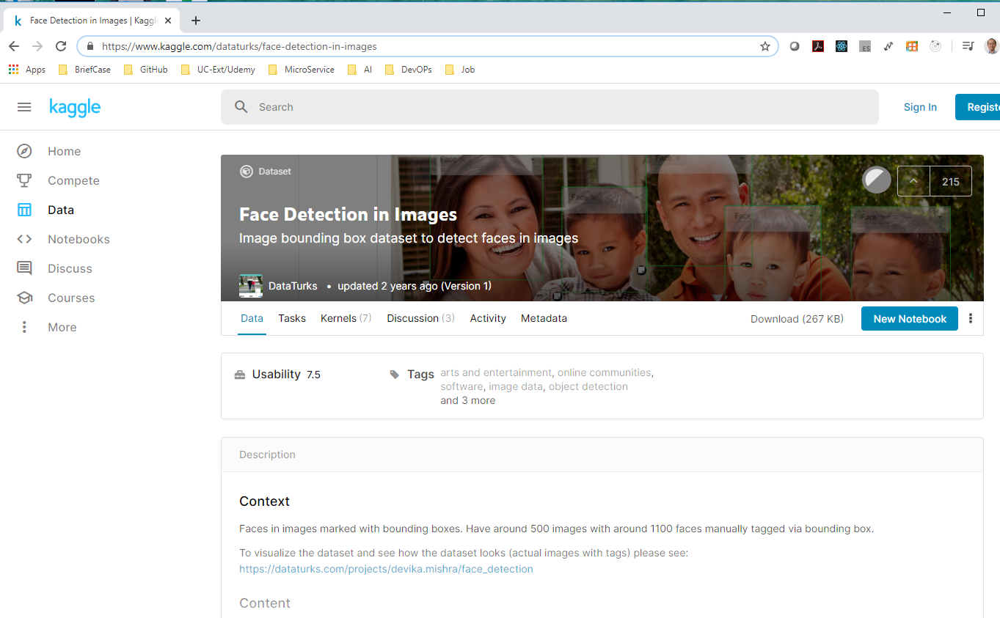 Face Detection in Images | Kaggl
https://www.kaggle.com/dataturks/face-detection-in-images
ES
Apps BriefCase GitHub UC-Ext/Udemy MicroService AI DevOPs Job
kaggle
Search
Sign In
Registe
Home
Compete
Data
Notebooks
Discuss
Courses
More
Dataset
Face Face
215
Face
Face Face
Face Detection in Images
Image bounding box dataset to detect faces in images
DataTurks • updated 2 years ago (Version 1)
Data Tasks Kernels (7) Discussion (3) Activity Metadata Download (267 KB) New Notebook
Usability 7.5
Tags arts and entertainment, online communities,
software, image data, object detection
and 3 more
Description
Context
Faces in images marked with bounding boxes. Have around 500 images with around 1100 faces manually tagged via bounding box.
To visualize the dataset and see how the dataset looks (actual images with tags) please see:
https://dataturks.com/projects/devika.mishra/face_detection
Content